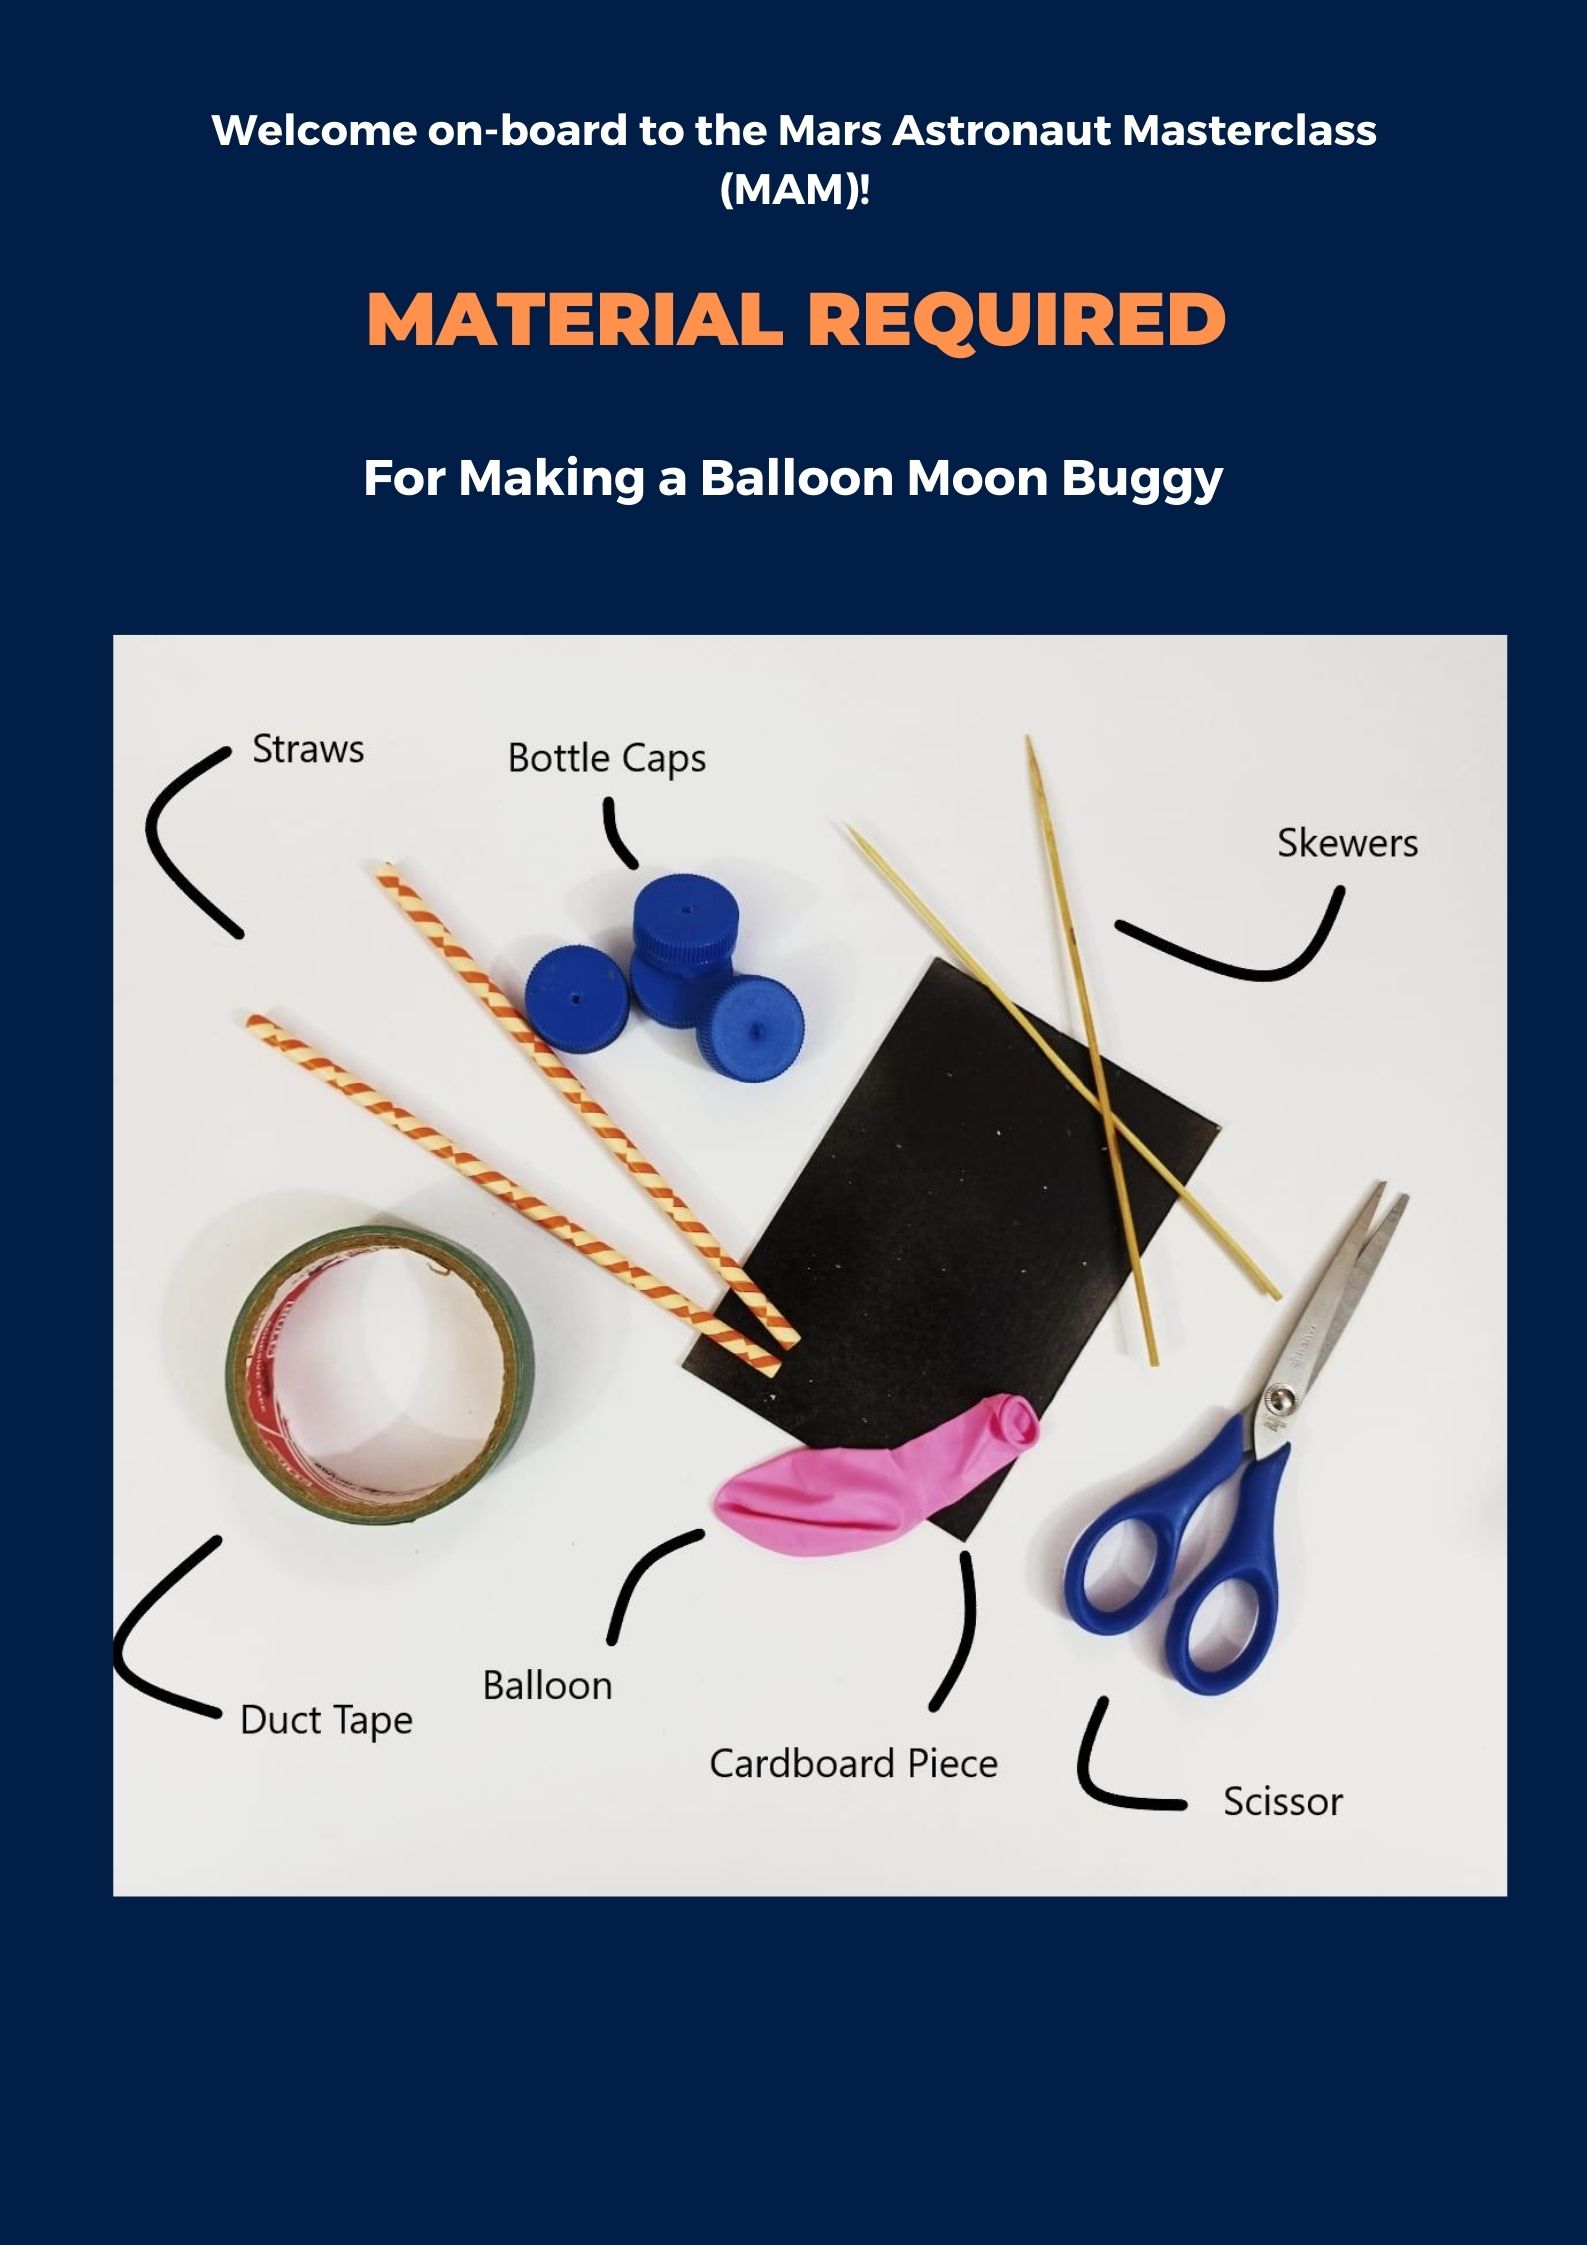 Welcome on-board to the Mars Astronaut Masterclass
(MAM)!
MATERIAL REQUIRED
For Making a Balloon Moon Buggy
Straws
Bottle Caps
Skewers
Duct Tape
Balloon
Cardboard Piece
Scissor